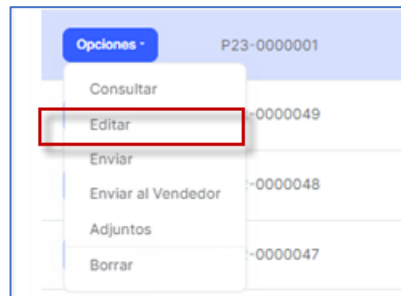 Opciones -
P23-0000001
Consultar
Editar
-0000049
Enviar
Enviar al Vendedor
-0000048
Adjuntos
-0000047
Borrar